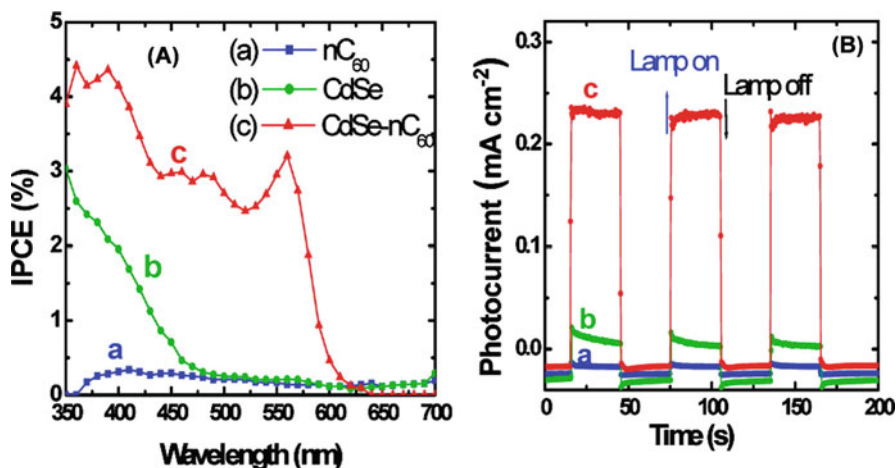 (A)
(a) nC60
(b) CdSe
(c) CdSe-nC60
c
b
a
IPCE (%)
5
4
3
2
1
0
350 400 450 500 550 600 650 700
Wavelength (nm)
(B)
Lamp on
Lamp off
c
b
a
Photocurrent (mA cm-2)
0.3
0.2
0.1
0.0
0 50 100 150 200
Time (s)